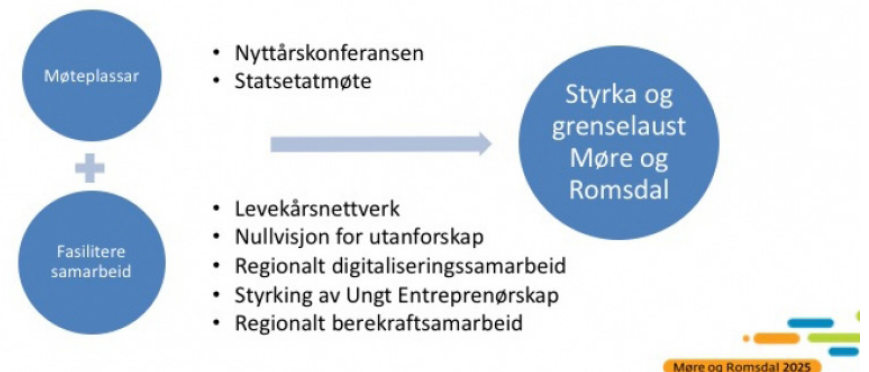 Møteplassar
• Nyttårskonferansen
• Statsetatmøte
Styrka og
grenselaust
Møre og
Romsdal
Fasilitere
samarbeid
• Levekårsnettverk
• Nullvisjon for utanforskap
• Regionalt digitaliseringssamarbeid
• Styrking av Ungt Entreprenørskap
• Regionalt berekraftsamarbeid
Møre og Romsdal 2025